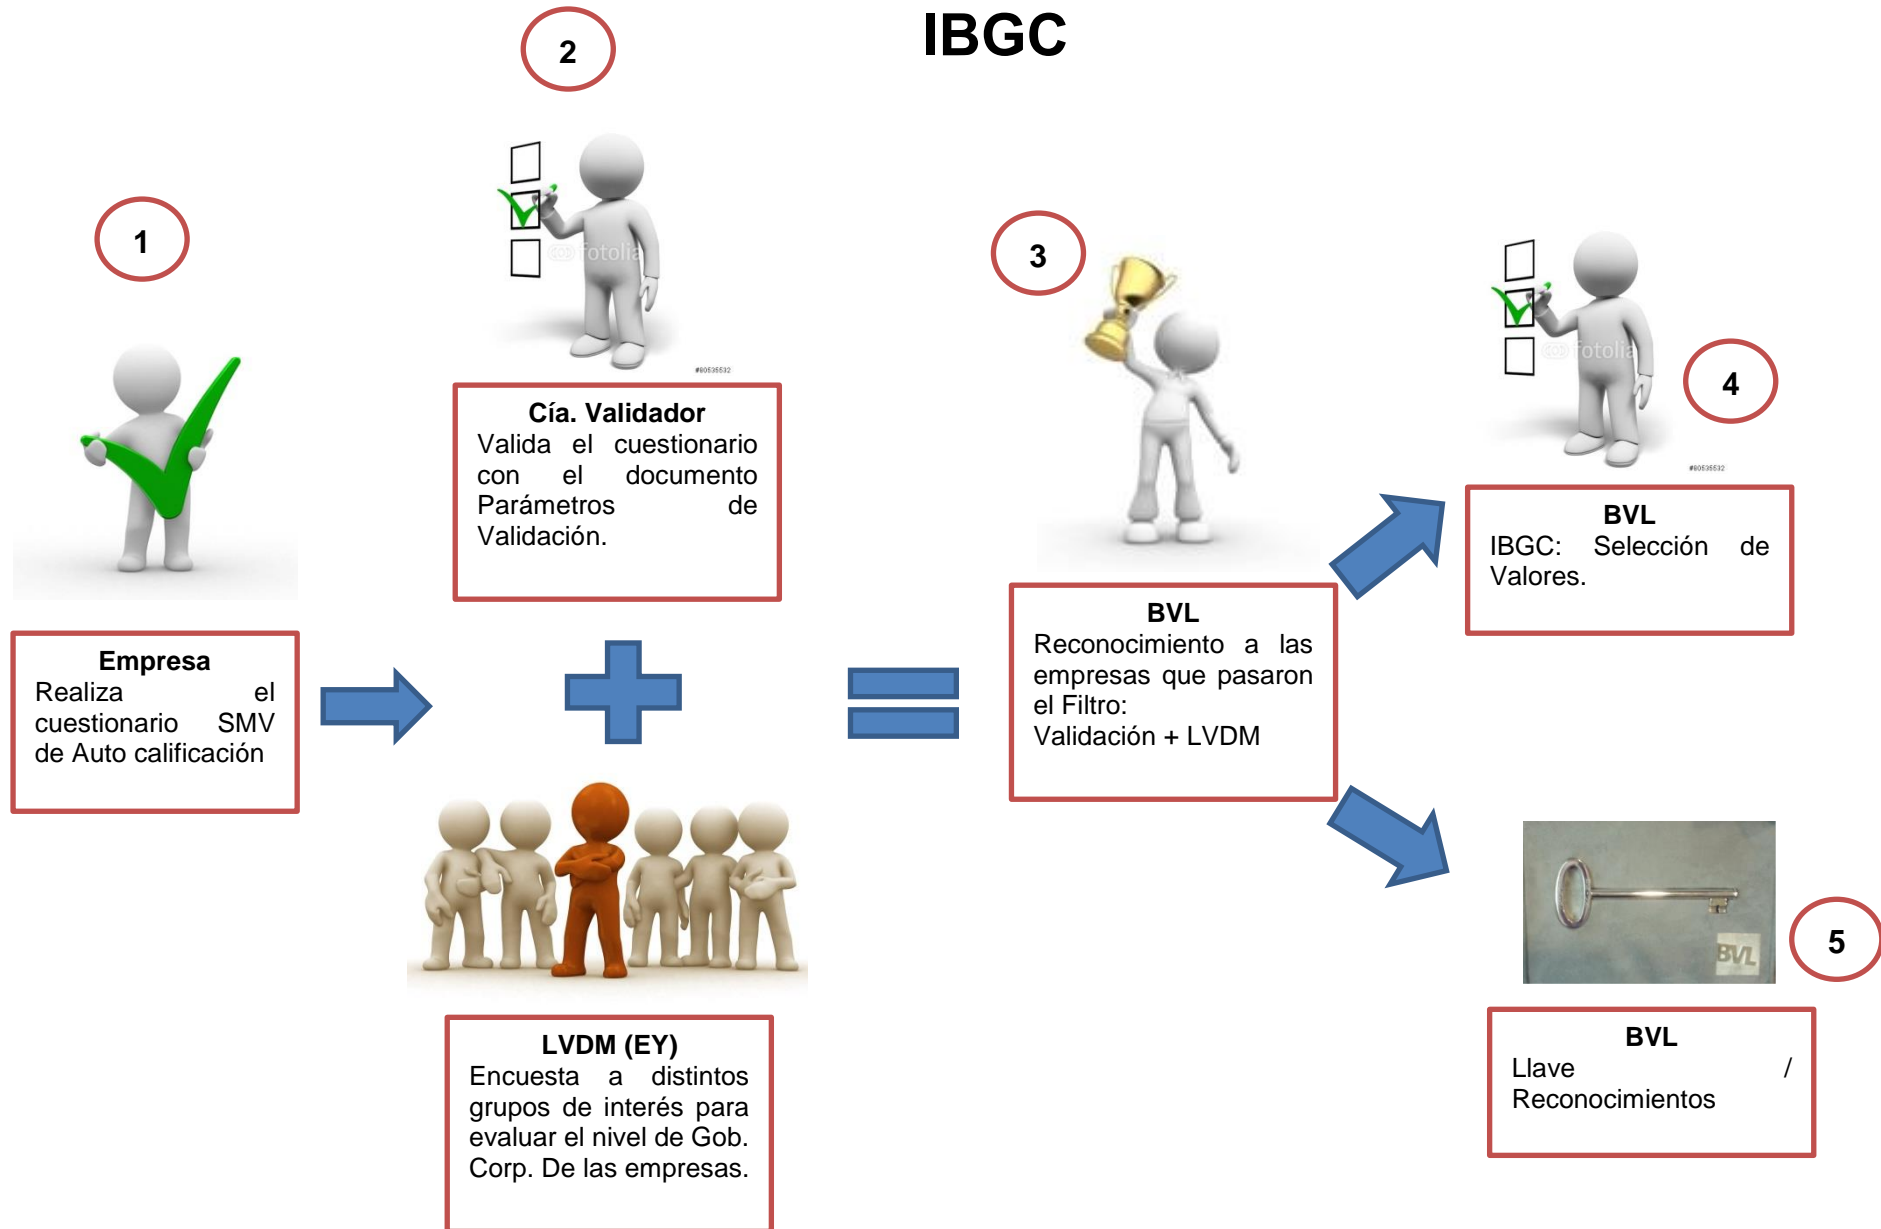 IBGC
1
Empresa
Realiza el
cuestionario SMV
de Auto calificación
2
fotolia
#80535532
Cía. Validador
Valida el cuestionario
con el documento
Parámetros de
Validación.
LVDM (EY)
Encuesta a distintos
grupos de interés para
evaluar el nivel de Gob.
Corp. De las empresas.
3
BVL
Reconocimiento a las
empresas que pasaron
el Filtro:
Validación + LVDM
fotolia
4
#80535532
BVL
IBGC: Selección de
Valores.
BVL
5
BVL
Llave /
Reconocimientos